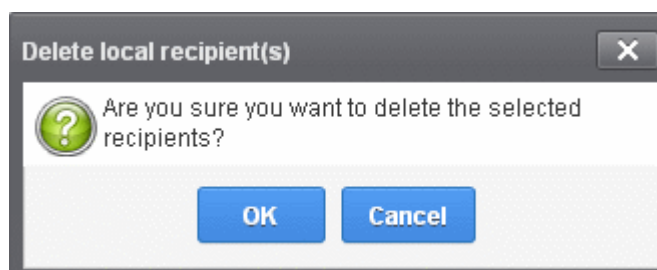 Delete local recipient(s)
Are you sure you want to delete the selected
recipients?
OK Cancel